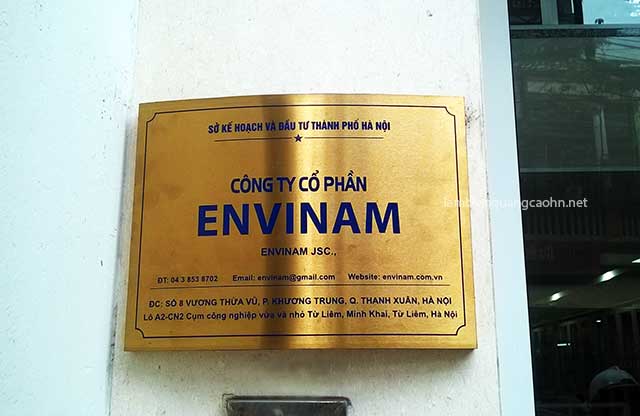 SỞ KẾ HOẠCH VÀ ĐẦU TƯ THÀNH PHỐ HÀ NỘI
CÔNG TY CỔ PHẦN
ENVINAM
ENVINAM JSC.,
ĐT: 04 3 853 8702 Email: envinam@gmail.com Website: envinam.com.vn
ĐC: SỐ 8 VƯƠNG THỪA VŨ, P. KHƯƠNG TRUNG, Q. THANH XUÂN, HÀ NỘI
Lô A2-CN2 Cụm công nghiệp vừa và nhỏ Từ Liêm, Minh Khai, Từ Liêm, Hà Nội
lambienquangcaohn.net